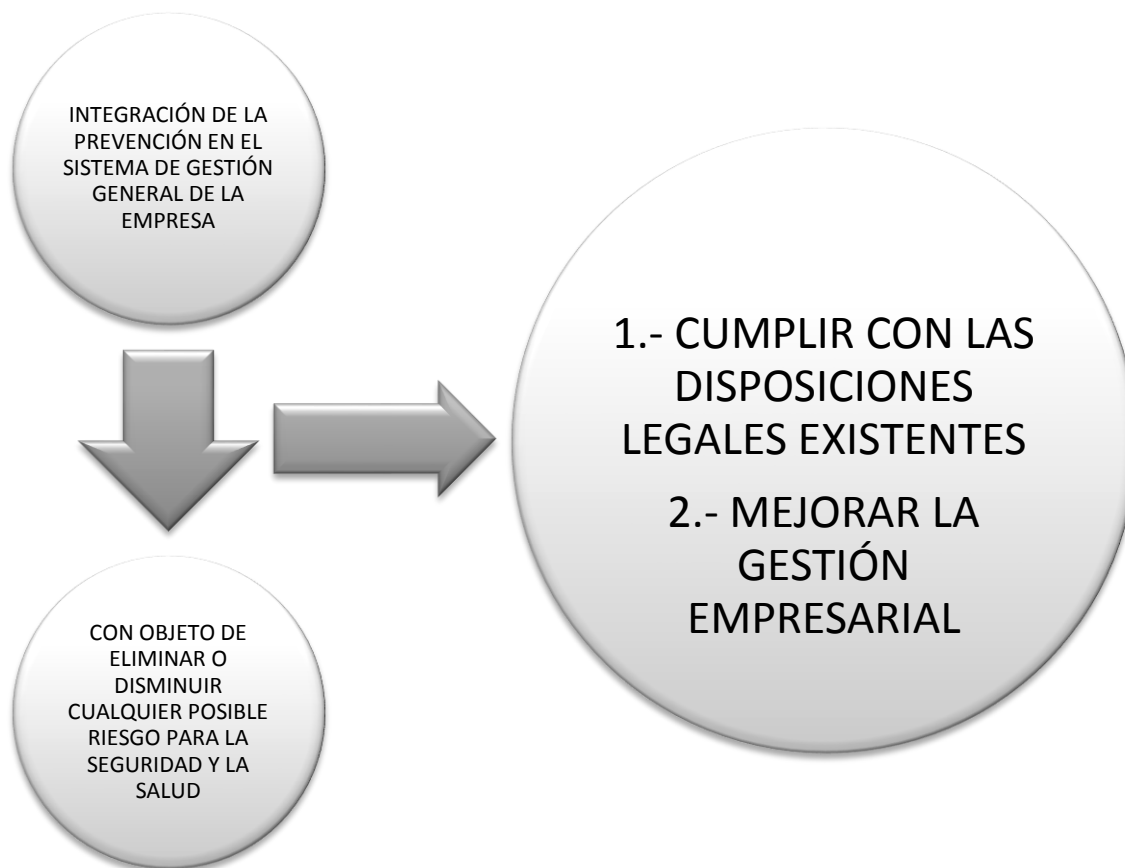 INTEGRACIÓN DE LA
PREVENCIÓN EN EL
SISTEMA DE GESTIÓN
GENERAL DE LA
EMPRESA
CON OBJETO DE
ELIMINAR O
DISMINUIR
CUALQUIER POSIBLE
RIESGO PARA LA
SEGURIDAD Y LA
SALUD
1.- CUMPLIR CON LAS
DISPOSICIONES
LEGALES EXISTENTES
2.- MEJORAR LA
GESTIÓN
EMPRESARIAL